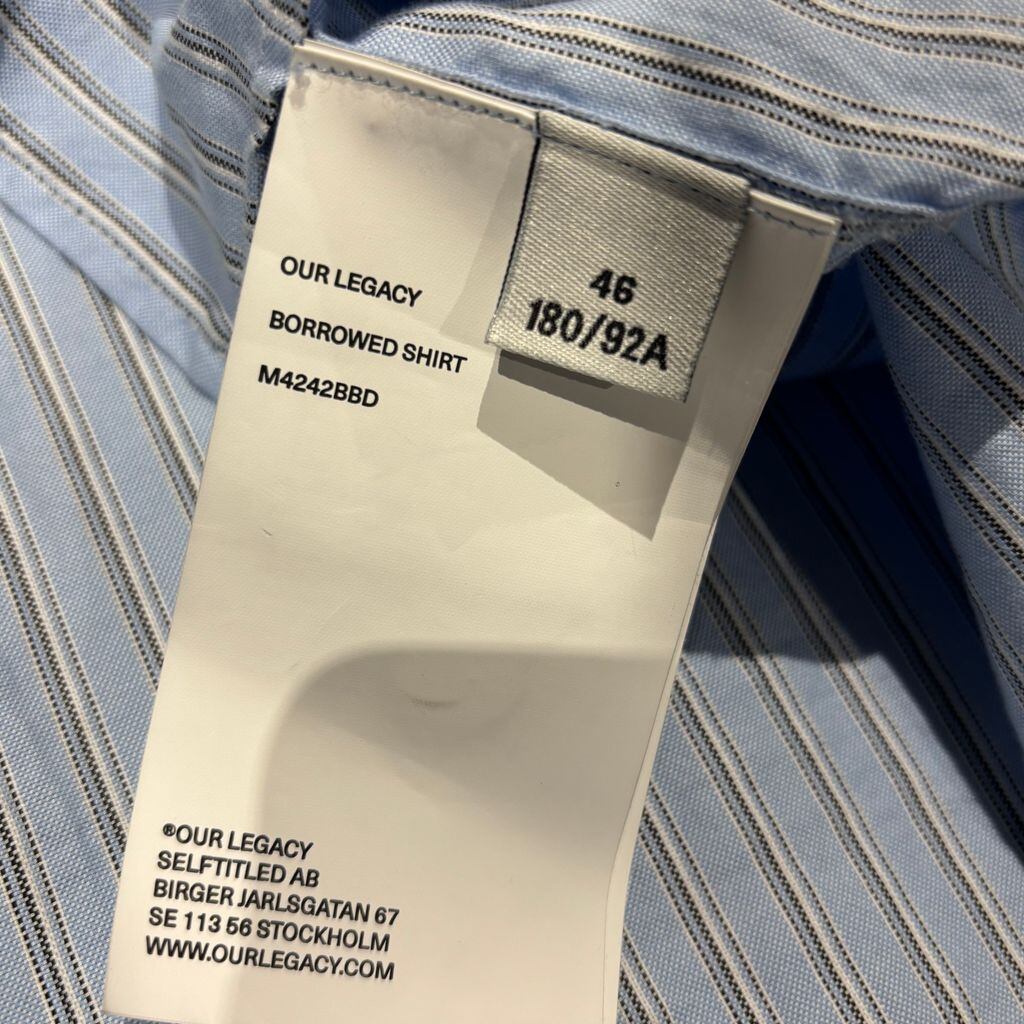 OUR LEGACY
BORROWED SHIRT
M4242BBD
46
180/92A
®OUR LEGACY
SELFTITLED AB
BIRGER JARLSGATAN 67
SE 113 56 STOCKHOLM
WWW.OURLEGACY.COM